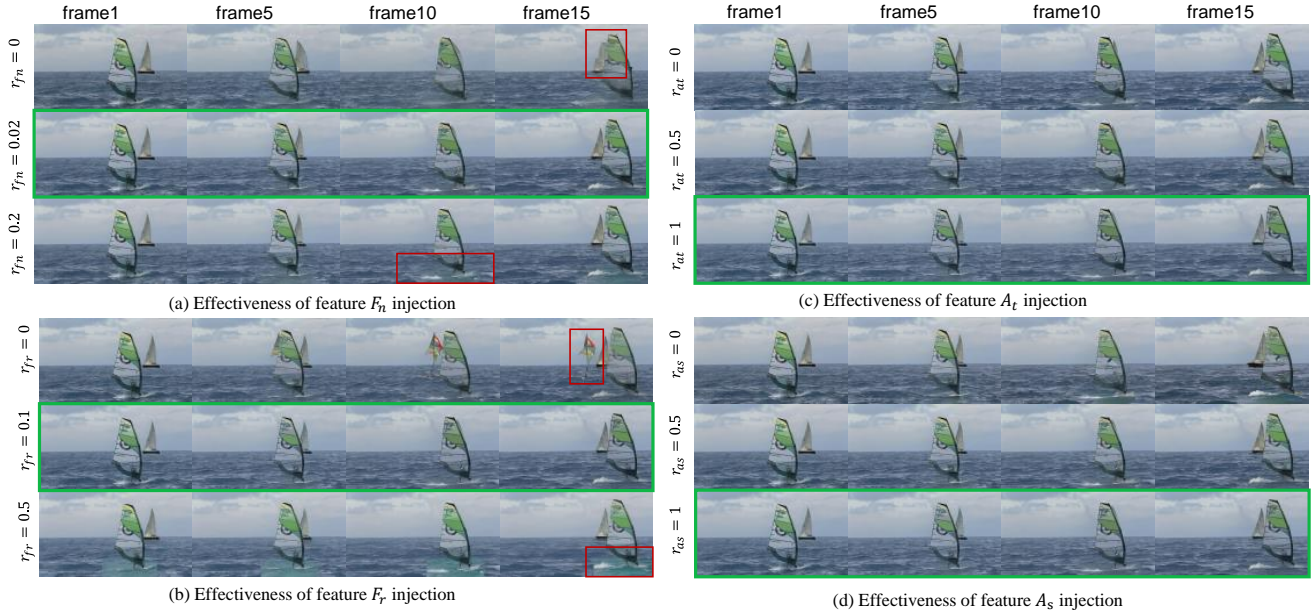 frame1 frame5 frame10 frame15
r_fn = 0
r_fn = 0.02
r_fn = 0.2
(a) Effectiveness of feature F_n injection
r_fr = 0
r_fr = 0.1
r_fr = 0.5
(b) Effectiveness of feature F_r injection
frame1 frame5 frame10 frame15
r_at = 0
r_at = 0.5
r_at = 1
(c) Effectiveness of feature A_t injection
r_as = 0
r_as = 0.5
r_as = 1
(d) Effectiveness of feature A_s injection